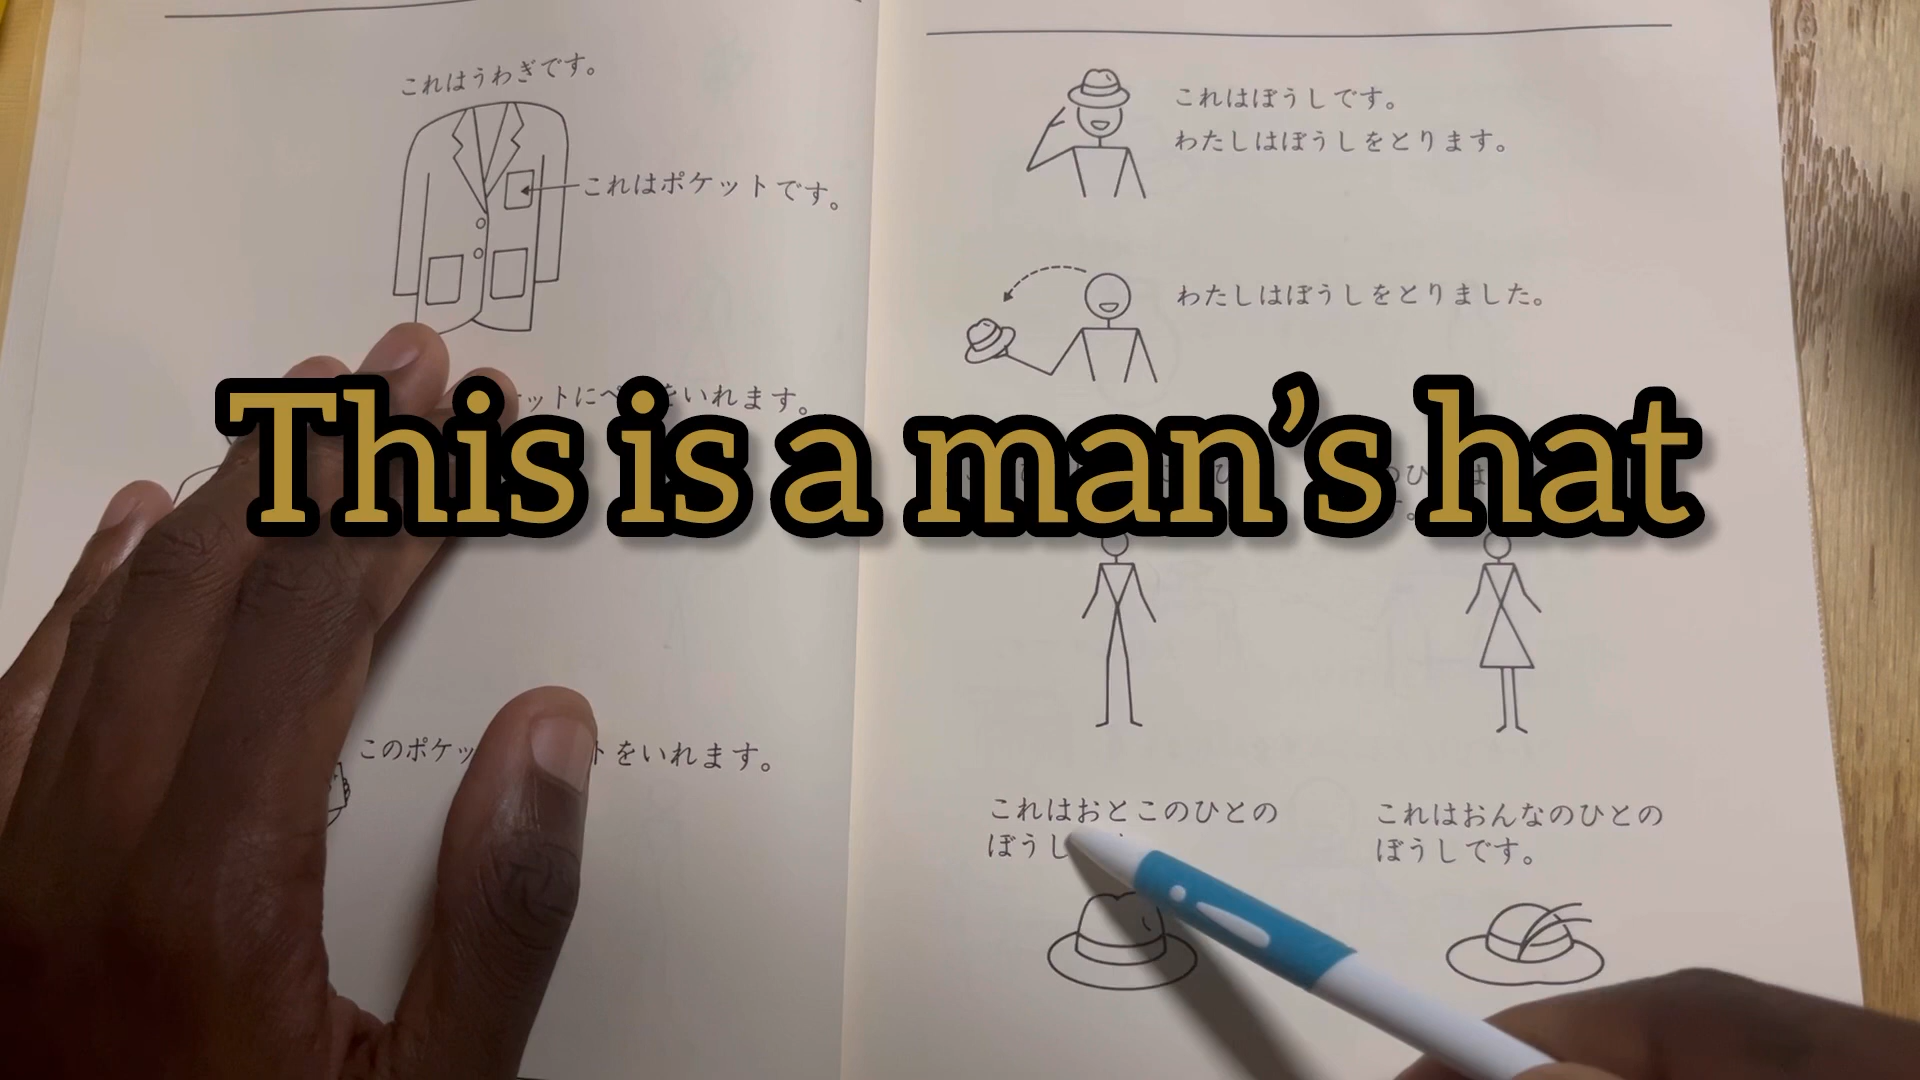 これはうわぎです。
これはポケットです。
ットに
いれます。
このポケッ
トをいれます。
これはぼうしです。
わたしはぼうしをとります。
わたしはぼうしをとりました。
This is a man's hat
これはおとこのひとの
ぼうし
これはおんなのひとの
ぼうしです。